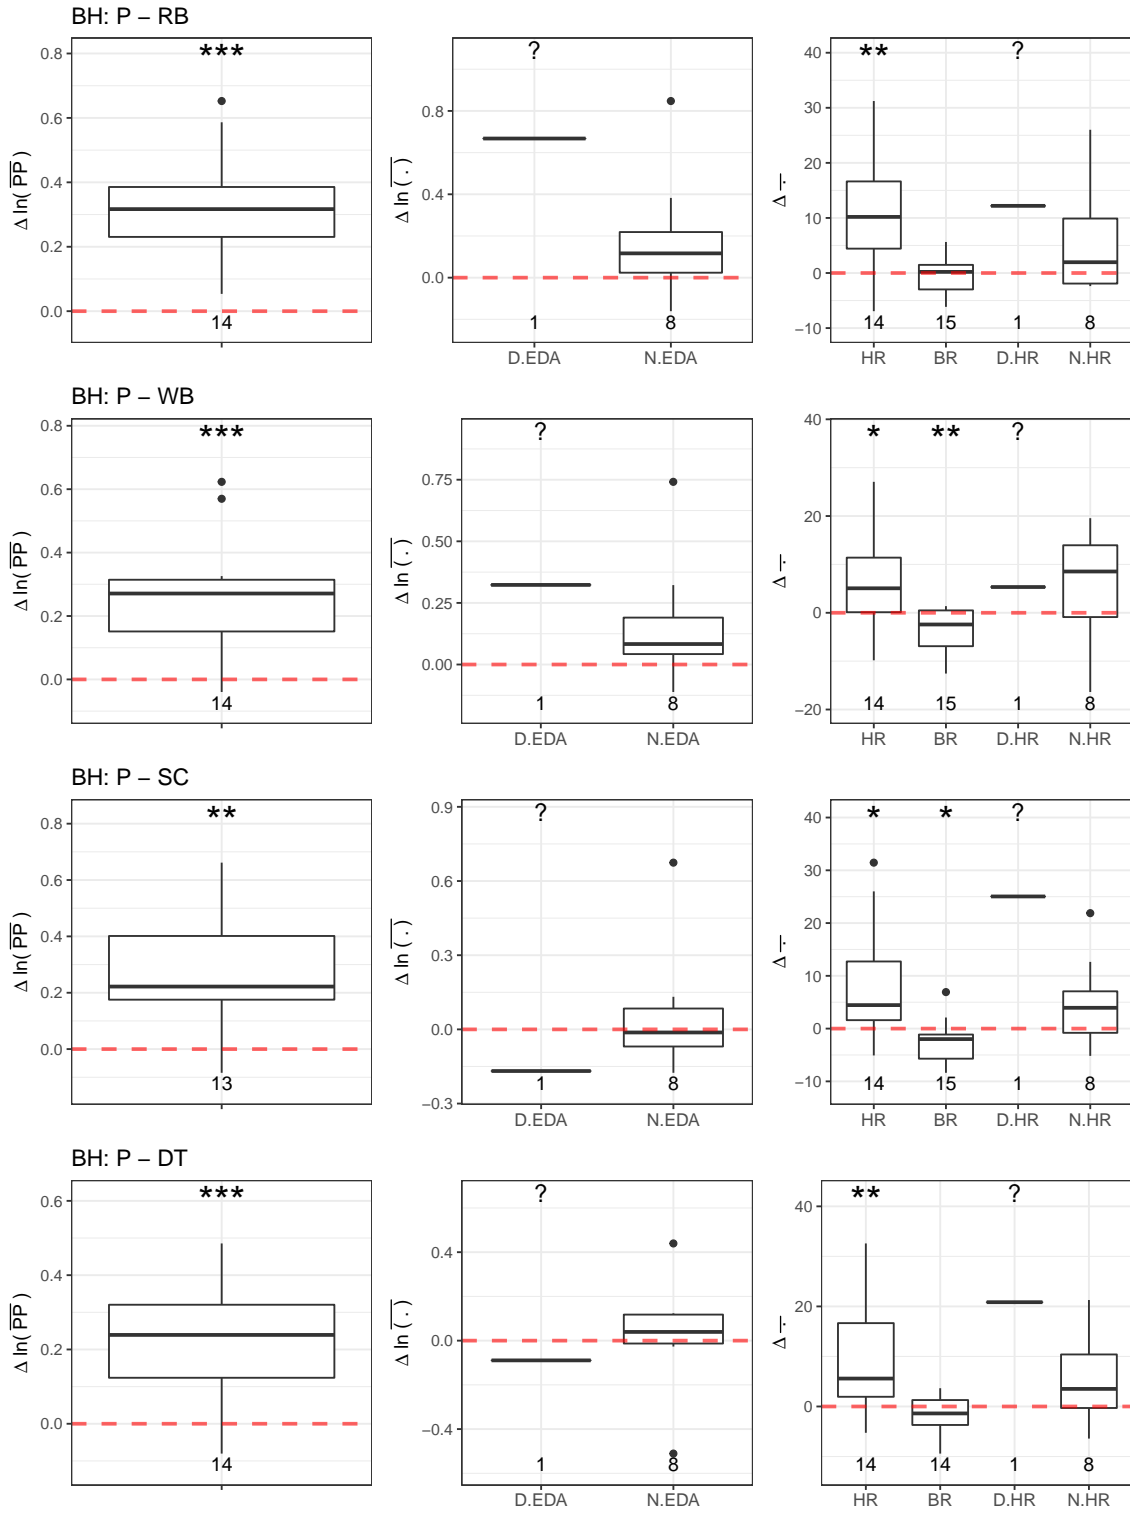 BH: P − RB
0.8
0.6
0.4
0.2
0.0
Δ ln( PP )
***
14
0.8
0.4
0.0
Δ ln ( . )
?
1
8
D.EDA
N.EDA
40
30
20
10
0
−10
Δ .
**
?
14
15
1
8
HR
BR
D.HR
N.HR
BH: P − WB
0.8
0.6
0.4
0.2
0.0
Δ ln( PP )
***
14
0.75
0.50
0.25
0.00
Δ ln ( . )
?
1
8
D.EDA
N.EDA
40
20
0
−20
Δ .
*
**
?
14
15
1
8
HR
BR
D.HR
N.HR
BH: P − SC
0.8
0.6
0.4
0.2
0.0
Δ ln( PP )
**
13
0.9
0.6
0.3
0.0
−0.3
Δ ln ( . )
?
1
8
D.EDA
N.EDA
40
30
20
10
0
−10
Δ .
*
*
?
14
15
1
8
HR
BR
D.HR
N.HR
BH: P − DT
0.6
0.4
0.2
0.0
Δ ln( PP )
***
14
0.4
0.0
−0.4
Δ ln ( . )
?
1
8
D.EDA
N.EDA
40
20
0
Δ .
**
?
14
14
1
8
HR
BR
D.HR
N.HR